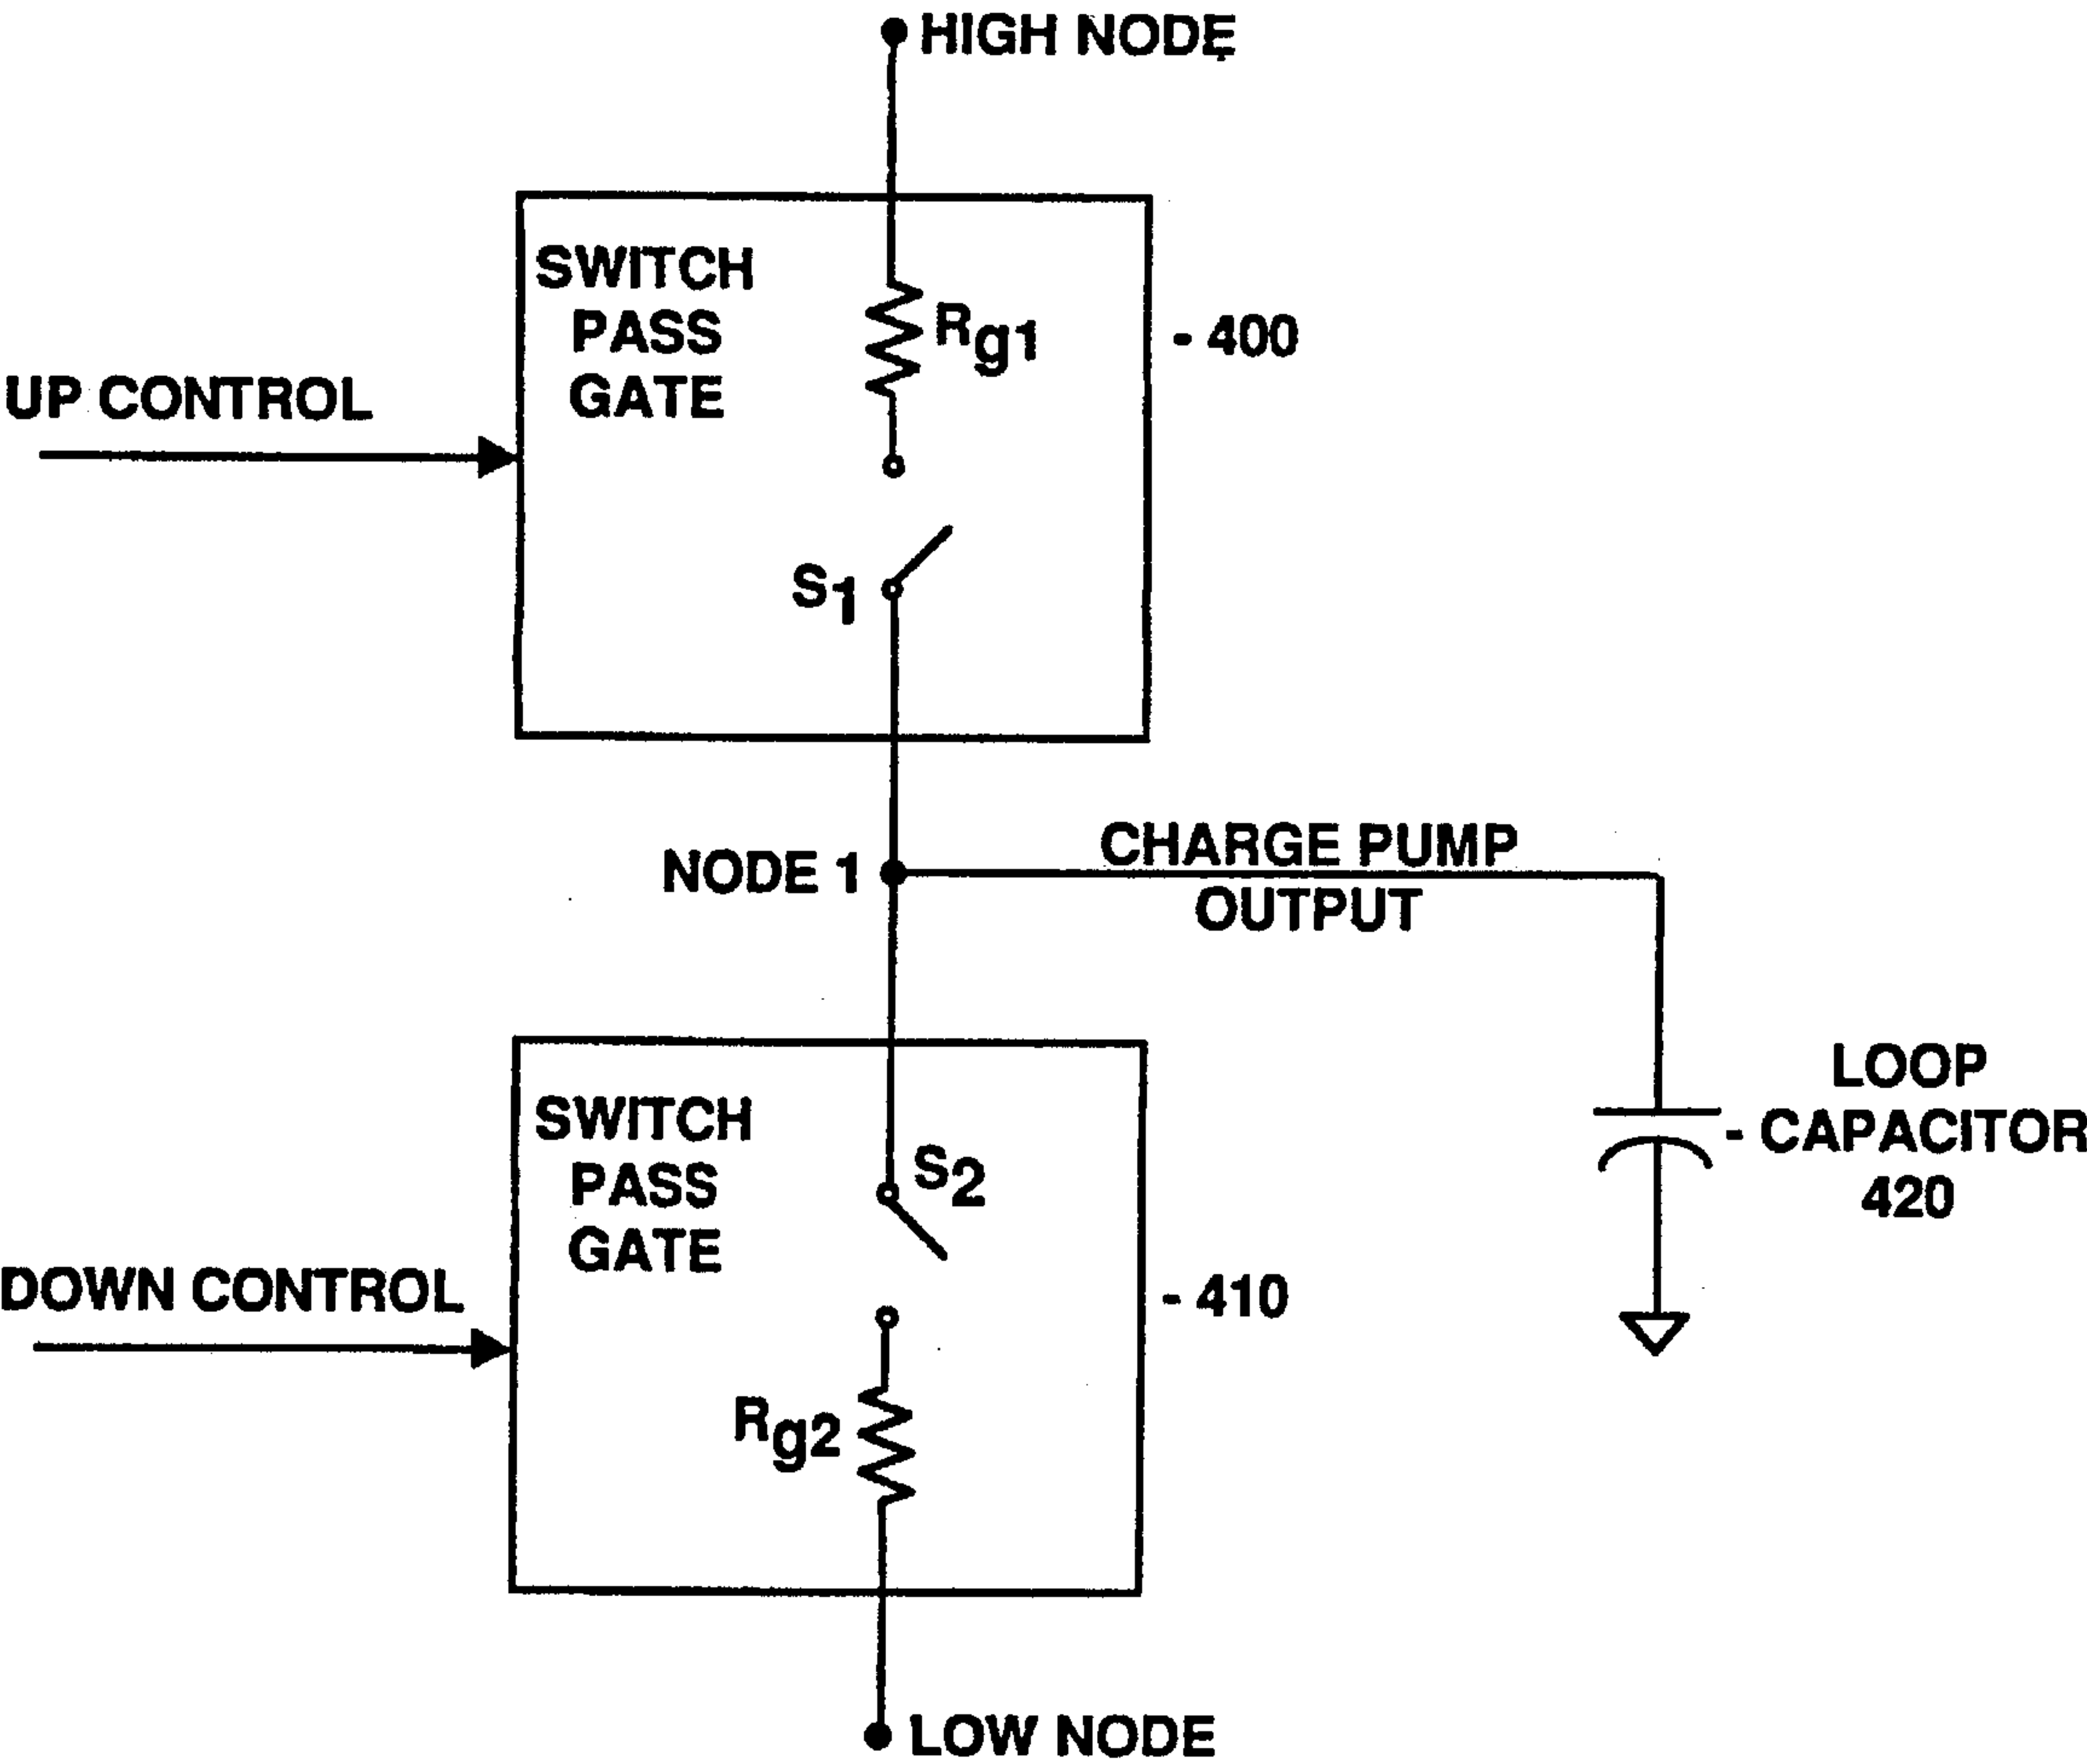 HIGH NODE
SWITCH
PASS
GATE
Rg1
- 400
UP CONTROL
S1
NODE 1
CHARGE PUMP
OUTPUT
SWITCH
PASS
GATE
S2
LOOP
- CAPACITOR
420
DOWN CONTROL
- 410
Rg2
LOW NODE